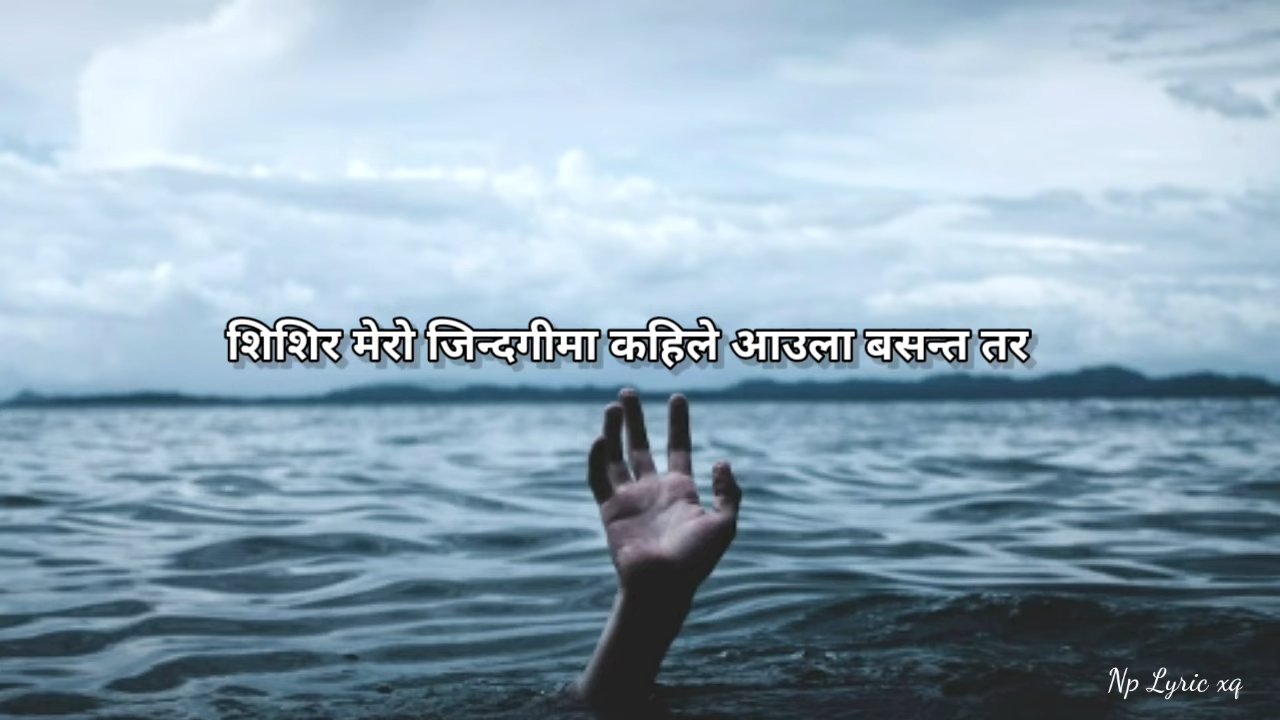 शिशिर मेरो जिन्दगीमा कहिले आउला बसन्त तर
Np Lyric xq